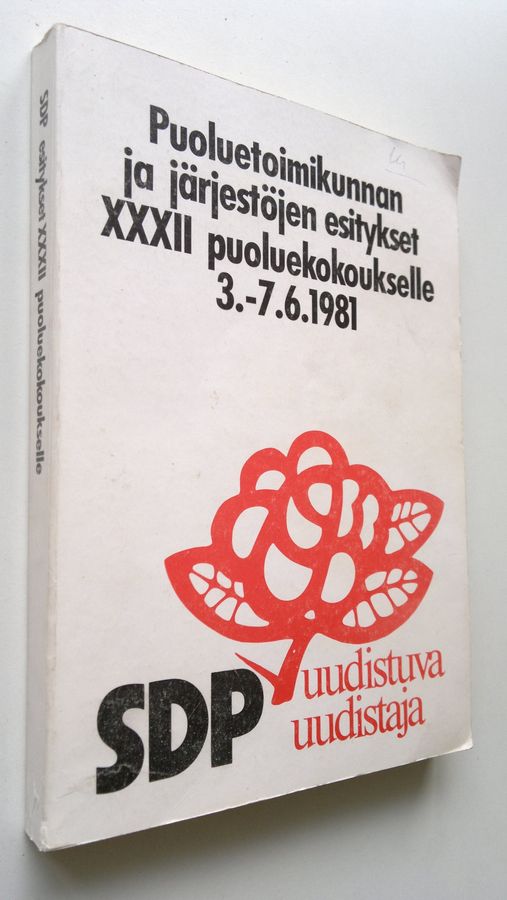 SDP esitykset XXXII puoluekokoukselle
Puoluetoimikunnan
ja järjestöjen esitykset
XXXII puoluekokoukselle
3.-7.6.1981
SDP
uudistuva
uudistaja